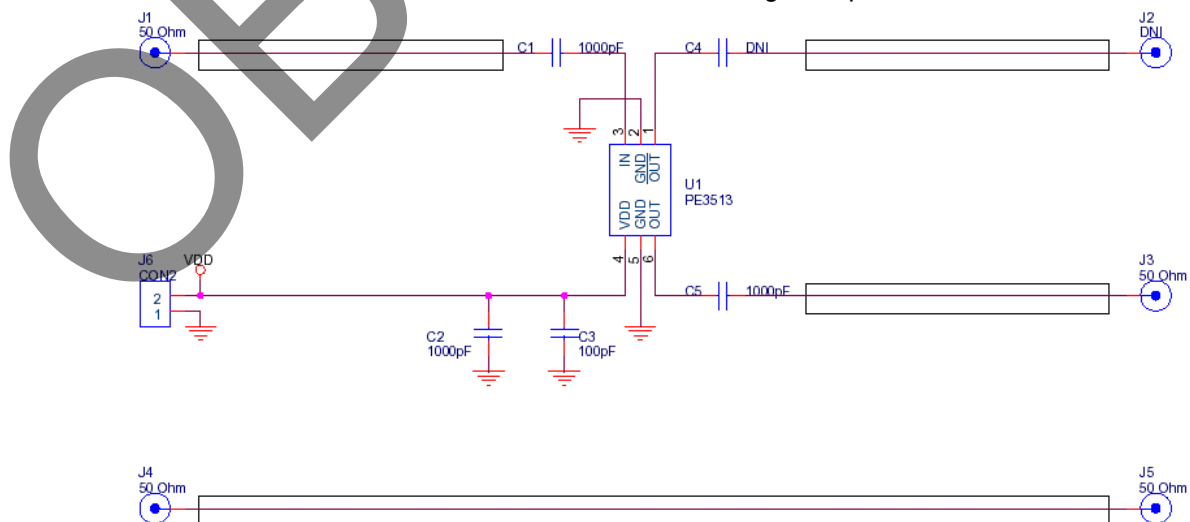 J1
50 Ohm
C1
1000pF
C4
DNI
J2
DNI
3
2
1
IN
GND
OUT
U1
PE3513
VDD
GND
OUT
4
5
6
J6
CON2
VDD
2
1
C2
1000pF
C3
100pF
C5
1000pF
J3
50 Ohm
J4
50 Ohm
J5
50 Ohm